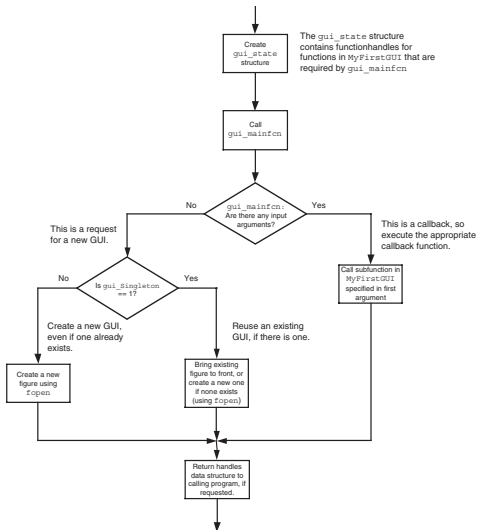 Create
gui_state
structure
The gui_state structure
contains functionhandles for
functions in MyFirstGUI that are
required by gui_mainfcn
Call
gui_mainfcn
gui_mainfcn:
Are there any input
arguments?
No
Yes
This is a request
for a new GUI.
This is a callback, so
execute the appropriate
callback function.
Is gui_Singleton
== 1?
No
Yes
Call subfunction in
MyFirstGUI
specified in first
argument
Create a new GUI,
even if one already
exists.
Reuse an existing
GUI, if there is one.
Create a new
figure using
fopen
Bring existing
figure to front, or
create a new one
if none exists
(using fopen)
Return handles
data structure to
calling program, if
requested.